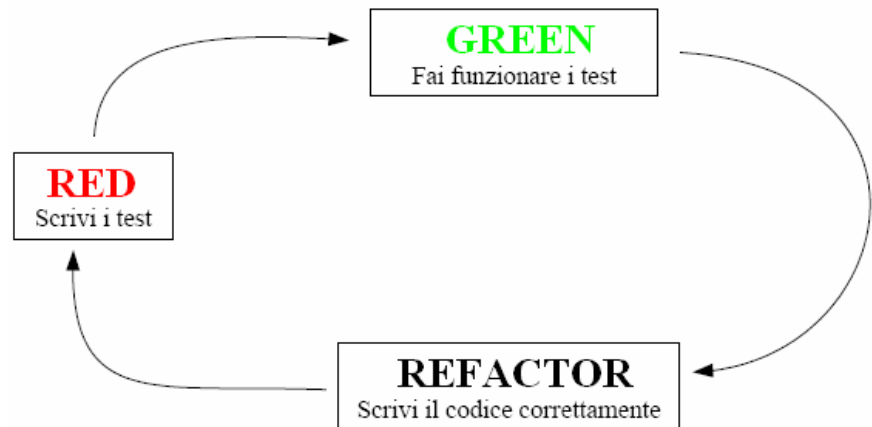 GREEN
Fai funzionare i test
RED
Scrivi i test
REFACTOR
Scrivi il codice correttamente